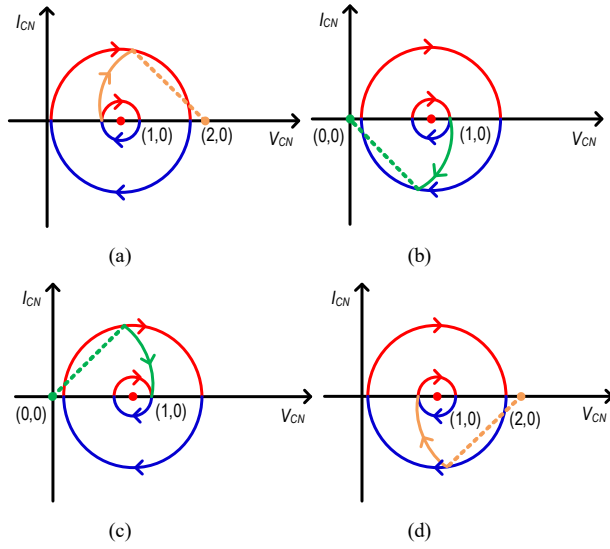 I_CN
(1,0)
(2,0)
V_CN
(a)
I_CN
(0,0)
(1,0)
V_CN
(b)
I_CN
(0,0)
(1,0)
V_CN
(c)
I_CN
(1,0)
(2,0)
V_CN
(d)